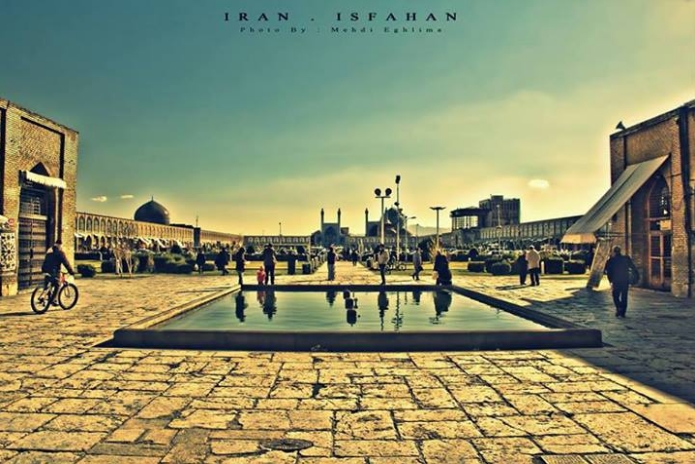 IRAN . ISFAHAN
Photo By : Mehdi Eghlima